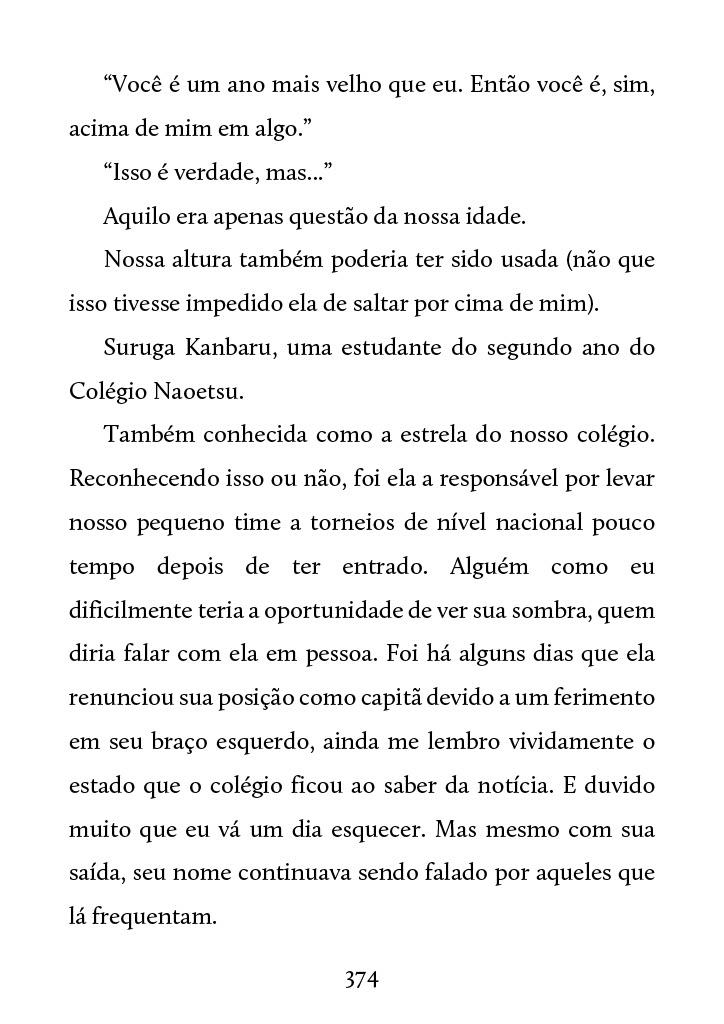 “Você é um ano mais velho que eu. Então você é, sim,
acima de mim em algo.”
“Isso é verdade, mas...”
Aquilo era apenas questão da nossa idade.
Nossa altura também poderia ter sido usada (não que
isso tivesse impedido ela de saltar por cima de mim).
Suruga Kanbaru, uma estudante do segundo ano do
Colégio Naoetsu.
Também conhecida como a estrela do nosso colégio.
Reconhecendo isso ou não, foi ela a responsável por levar
nosso pequeno time a torneios de nível nacional pouco
tempo depois de ter entrado. Alguém como eu
dificilmente teria a oportunidade de ver sua sombra, quem
diria falar com ela em pessoa. Foi há alguns dias que ela
renunciou sua posição como capitã devido a um ferimento
em seu braço esquerdo, ainda me lembro vividamente o
estado que o colégio ficou ao saber da notícia. E duvido
muito que eu vá um dia esquecer. Mas mesmo com sua
saída, seu nome continuava sendo falado por aqueles que
lá frequentam.
374